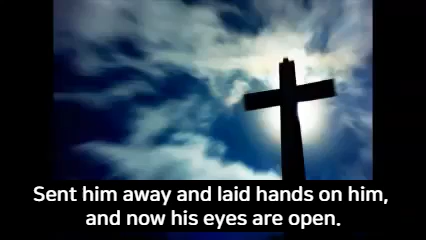 Sent him away and laid hands on him,
and now his eyes are open.